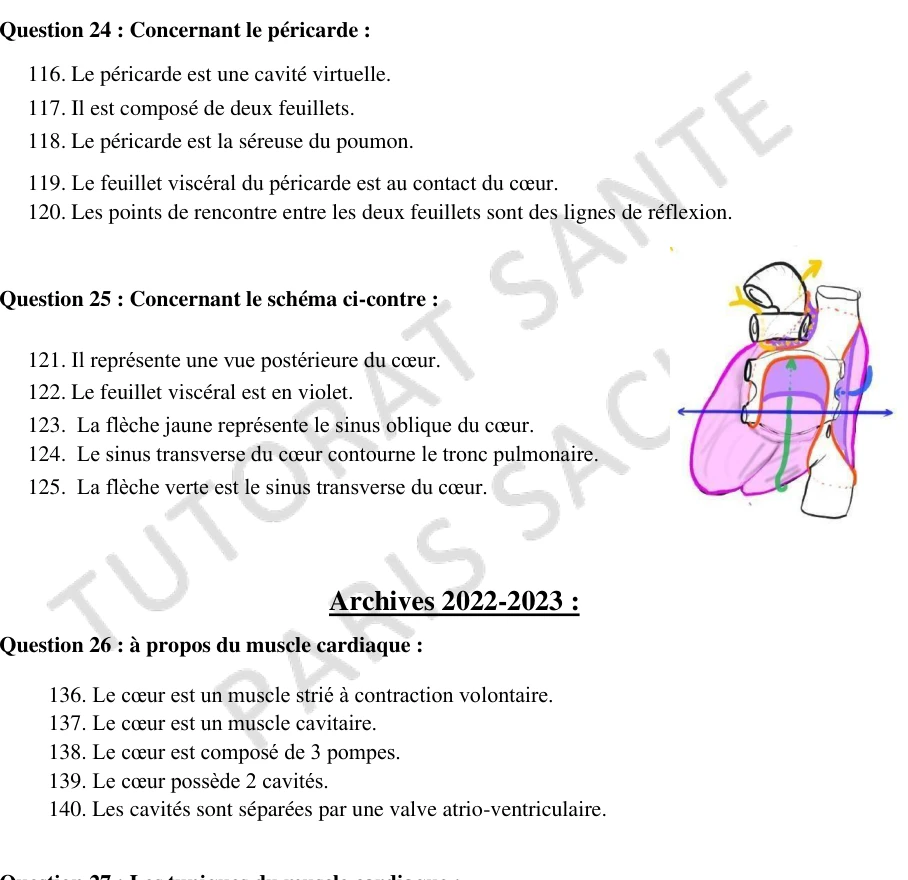 Question 24 : Concernant le péricarde :
116. Le péricarde est une cavité virtuelle.
117. Il est composé de deux feuillets.
118. Le péricarde est la séreuse du poumon.
119. Le feuillet viscéral du péricarde est au contact du cœur.
120. Les points de rencontre entre les deux feuillets sont des lignes de réflexion.
Question 25 : Concernant le schéma ci-contre :
121. Il représente une vue postérieure du cœur.
122. Le feuillet viscéral est en violet.
123. La flèche jaune représente le sinus oblique du cœur.
124. Le sinus transverse du cœur contourne le tronc pulmonaire.
125. La flèche verte est le sinus transverse du cœur.
TUTORAT SANTE
PARIS SAC
Archives 2022-2023 :
Question 26 : à propos du muscle cardiaque :
136. Le cœur est un muscle strié à contraction volontaire.
137. Le cœur est un muscle cavitaire.
138. Le cœur est composé de 3 pompes.
139. Le cœur possède 2 cavités.
140. Les cavités sont séparées par une valve atrio-ventriculaire.
Question 27 : Les tuniques du muscle cardiaque :